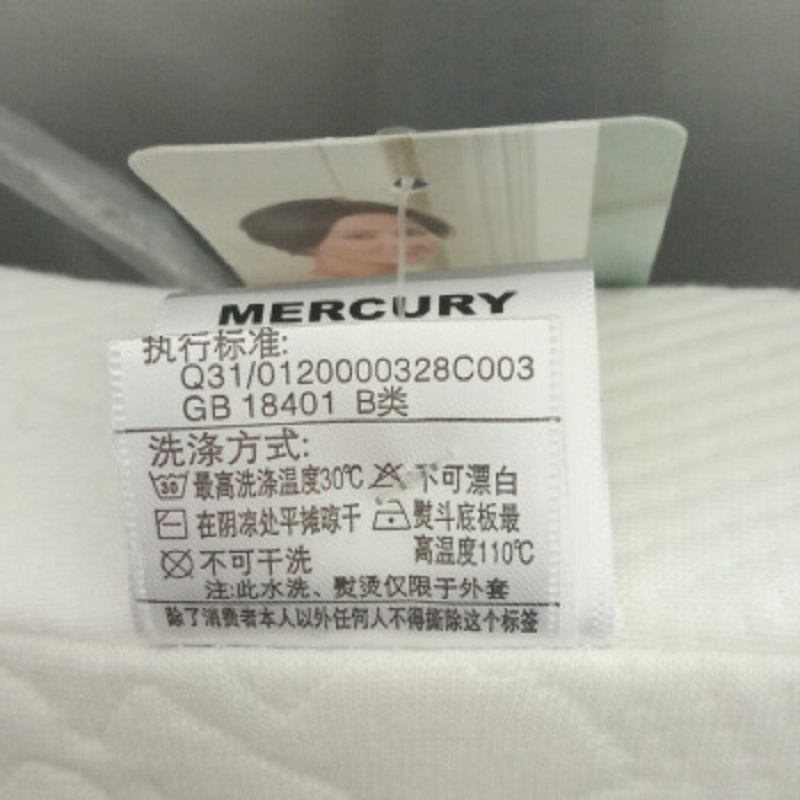 MERCURY
执行标准:
Q31/0120000328C003
GB 18401 B类
洗涤方式:
30 最高洗涤温度30℃ 不可漂白
在阴凉处平摊晾干 熨斗底板最
高温度110℃
不可干洗
注:此水洗、熨烫仅限于外套
除了消费者本人以外任何人不得撕除这个标签